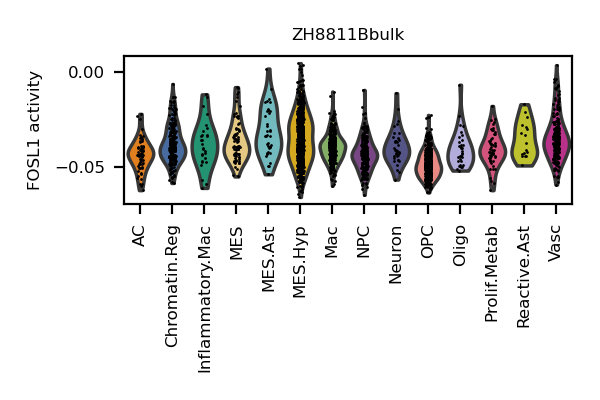 ZH8811Bbulk
FOSL1 activity
0.00
−0.05
AC
Chromatin.Reg
Inflammatory.Mac
MES
MES.Ast
MES.Hyp
Mac
NPC
Neuron
OPC
Oligo
Prolif.Metab
Reactive.Ast
Vasc